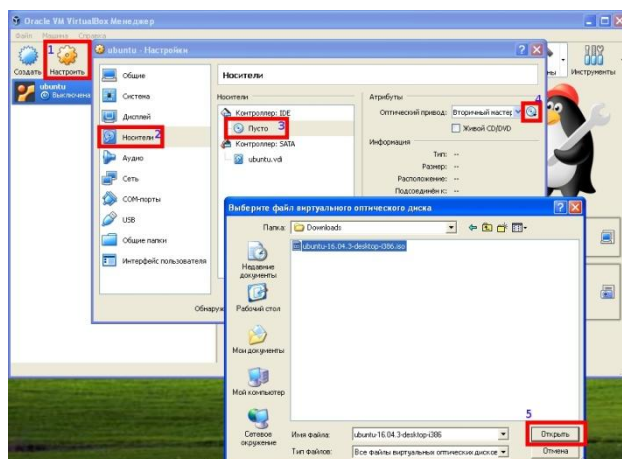 Oracle VM VirtualBox Менеджер
Файл Машина Справка
1
Создать Настроить
Инструменты
ubuntu
Выключена
ubuntu - Настройки
Общие
Система
Дисплей
Носители 2
Аудио
Сеть
COM-порты
USB
Общие папки
Интерфейс пользователя
Носители
Носители
Контроллер: IDE
Пусто 3
Контроллер: SATA
ubuntu.vdi
Атрибуты
4
Оптический привод: Вторичный мастер
Живой CD/DVD
Информация
Тип: --
Размер: --
Расположение: --
Подсоединён к: --
Выберите файл виртуального оптического диска
Папка: Downloads
ubuntu-16.04.3-desktop-i386.iso
Недавние
документы
Рабочий стол
Мои документы
Мой компьютер
Сетевое
окружение
5
Имя файла: ubuntu-16.04.3-desktop-i386 Открыть
Тип файлов: Все файлы виртуальных оптических дисков Отмена